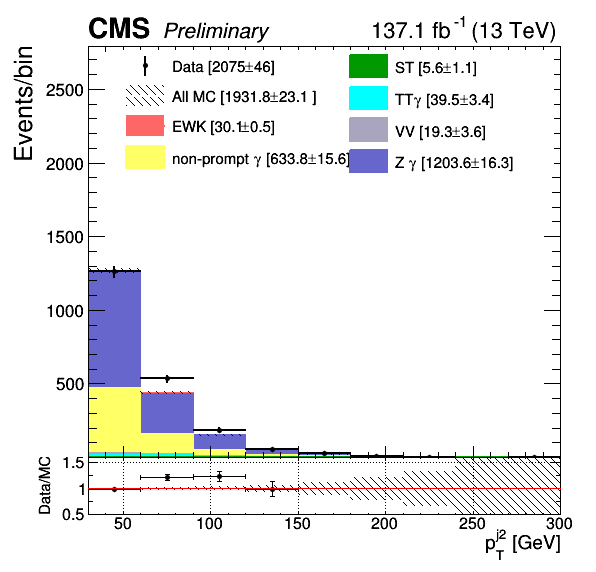 CMS Preliminary 137.1 fb⁻¹ (13 TeV)
Events/bin
Data [2075±46]
All MC [1931.8±23.1 ]
EWK [30.1±0.5]
non-prompt γ [633.8±15.6]
ST [5.6±1.1]
TTγ [39.5±3.4]
VV [19.3±3.6]
Z γ [1203.6±16.3]
2500
2000
1500
1000
500
Data/MC
1.5
1
0.5
50 100 150 200 250 300
p_T^j2 [GeV]